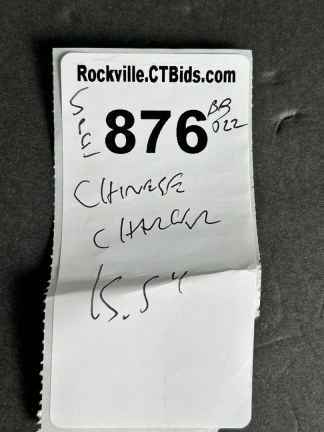 Rockville.CTBids.com
876
BB
022
CHINESE
CHARGER
15.5"